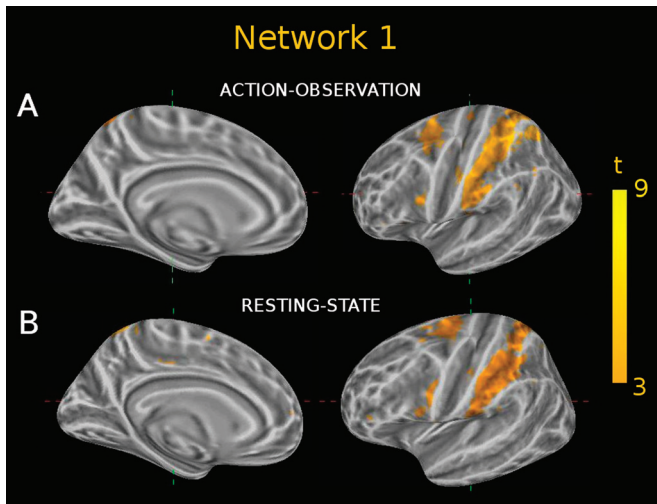 Network 1
A
ACTION-OBSERVATION
t
9
B
RESTING-STATE
3